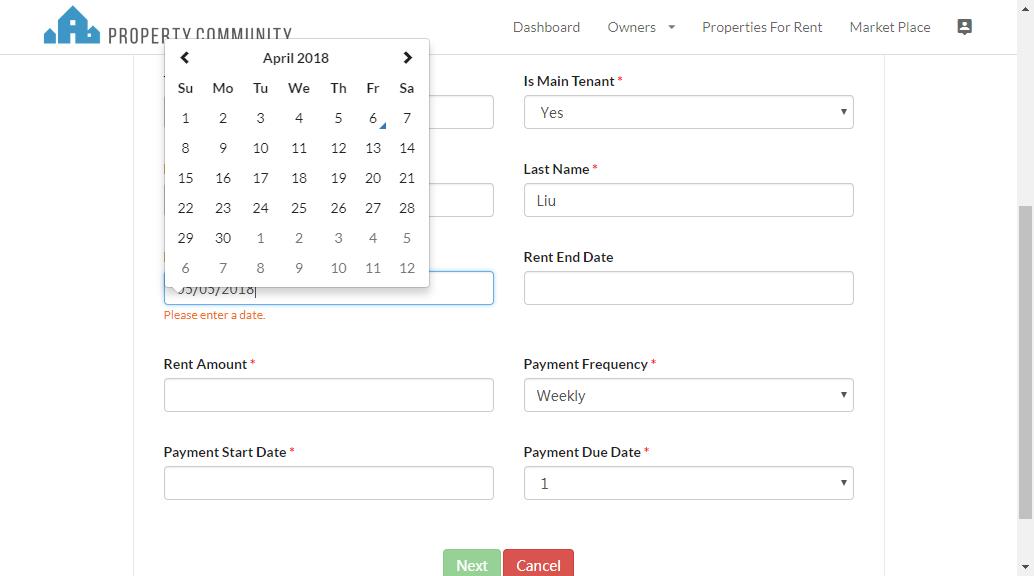 PROPERTY COMMUNITY
Dashboard Owners Properties For Rent Market Place
April 2018
Su Mo Tu We Th Fr Sa
1 2 3 4 5 6 7
8 9 10 11 12 13 14
15 16 17 18 19 20 21
22 23 24 25 26 27 28
29 30 1 2 3 4 5
6 7 8 9 10 11 12
Is Main Tenant *
Yes
Last Name *
Liu
05/05/2018
Please enter a date.
Rent End Date
Rent Amount *
Payment Frequency *
Weekly
Payment Start Date *
Payment Due Date *
1
Next Cancel